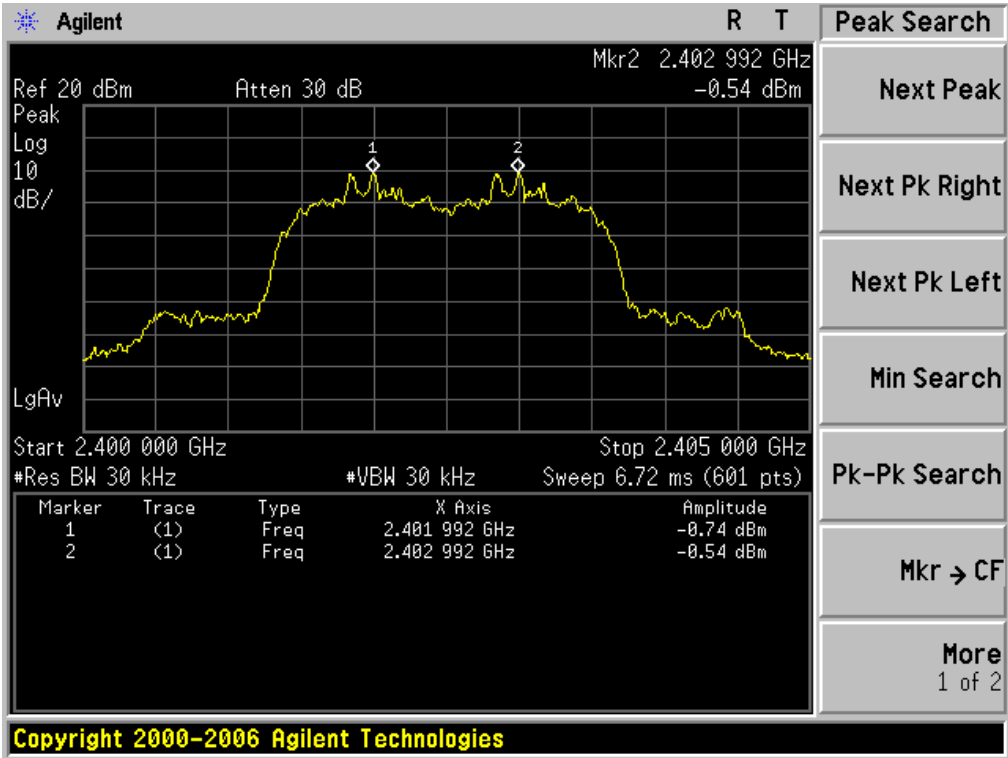 Agilent R T
Peak Search
Mkr2 2.402 992 GHz
Ref 20 dBm Atten 30 dB -0.54 dBm
Peak
Log
10
dB/
1 2
LgAv
Start 2.400 000 GHz Stop 2.405 000 GHz
#Res BW 30 kHz #VBW 30 kHz Sweep 6.72 ms (601 pts)
Marker Trace Type X Axis Amplitude
1 (1) Freq 2.401 992 GHz -0.74 dBm
2 (1) Freq 2.402 992 GHz -0.54 dBm
Next Peak
Next Pk Right
Next Pk Left
Min Search
Pk-Pk Search
Mkr → CF
More
1 of 2
Copyright 2000-2006 Agilent Technologies